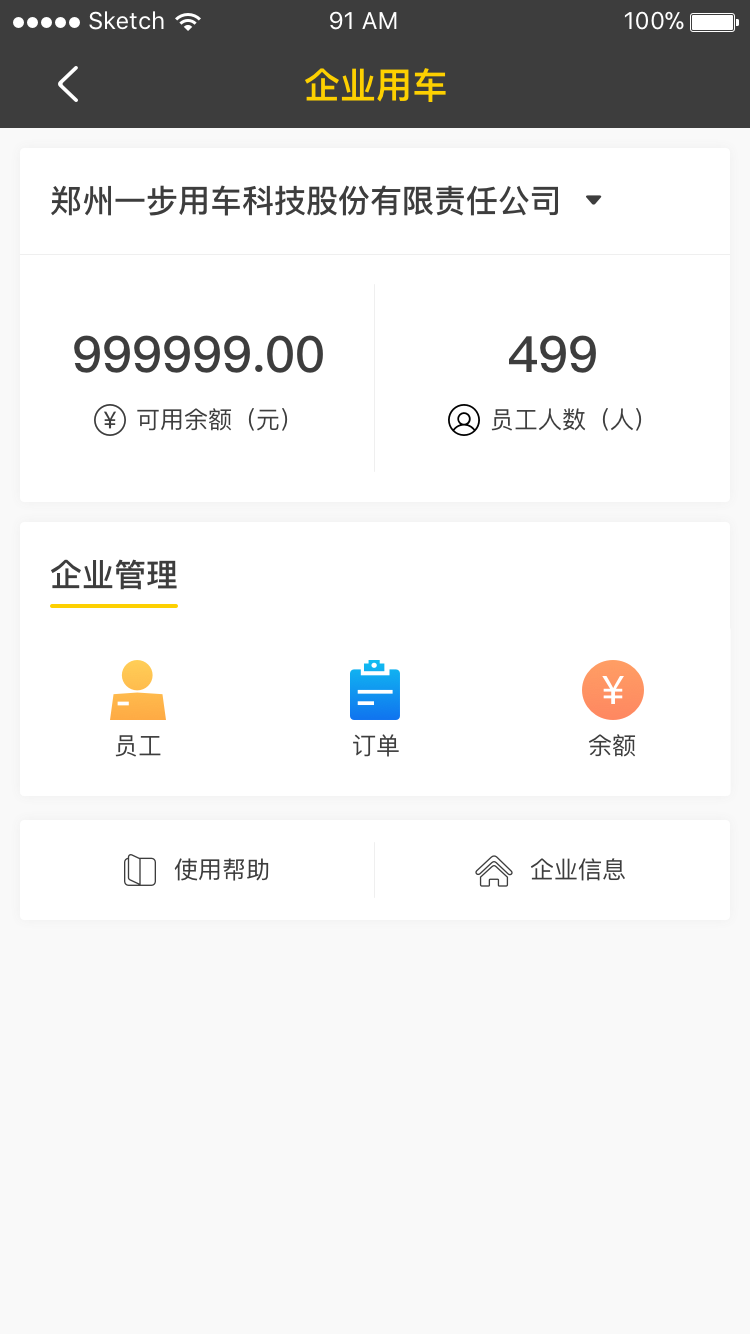 Sketch 91 AM 100%
企业用车
郑州一步用车科技股份有限责任公司
999999.00 499
¥ 可用余额（元） 员工人数（人）
企业管理
¥
员工 订单 余额
使用帮助 企业信息